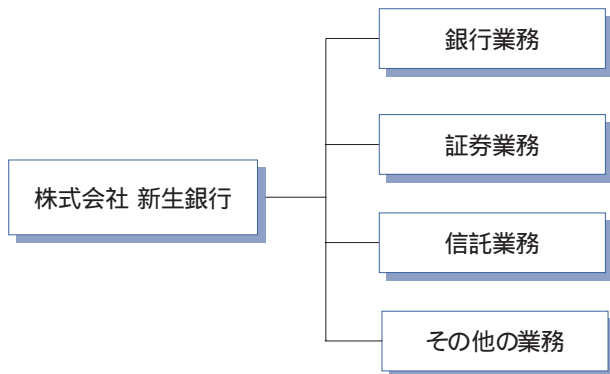 銀行業務
証券業務
株式会社 新生銀行
信託業務
その他の業務